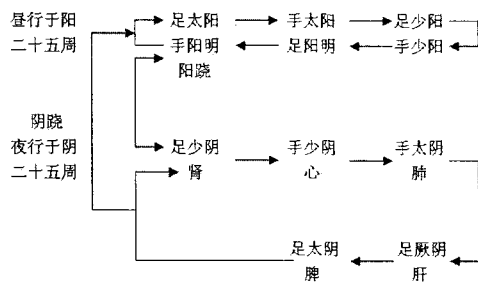 昼行于阳 足太阳 手太阳 足少阳
二十五周 手阳明 足阳明 手少阳
阳跷
阴跷
夜行于阴 足少阴 手少阴 手太阴
二十五周 肾 心 肺
足太阴 足厥阴
脾 肝